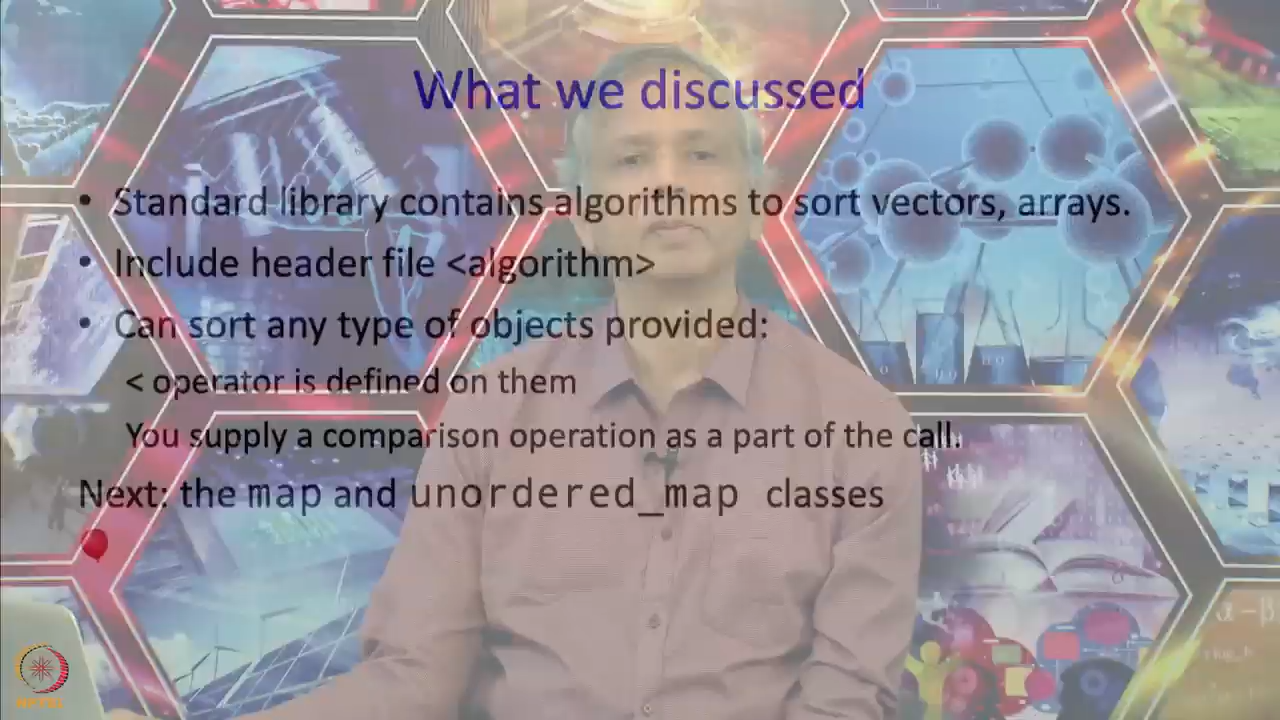 What we discussed
• Standard library contains algorithms to sort vectors, arrays.
• Include header file <algorithm>
• Can sort any type of objects provided:
< operator is defined on them
You supply a comparison operation as a part of the call.
Next: the map and unordered_map classes
α-β
NPTEL